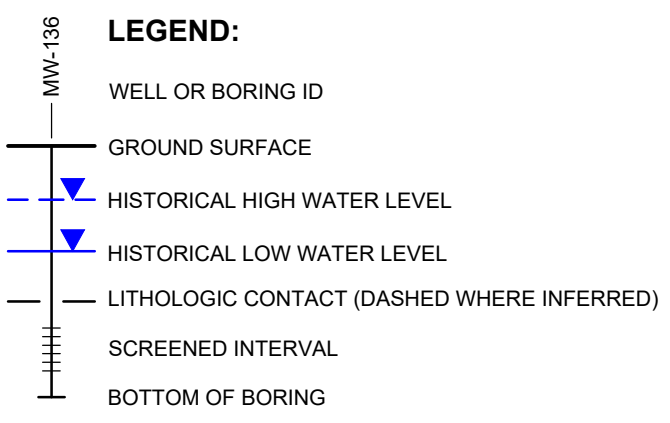 MW-136
LEGEND:
WELL OR BORING ID
GROUND SURFACE
HISTORICAL HIGH WATER LEVEL
HISTORICAL LOW WATER LEVEL
LITHOLOGIC CONTACT (DASHED WHERE INFERRED)
SCREENED INTERVAL
BOTTOM OF BORING